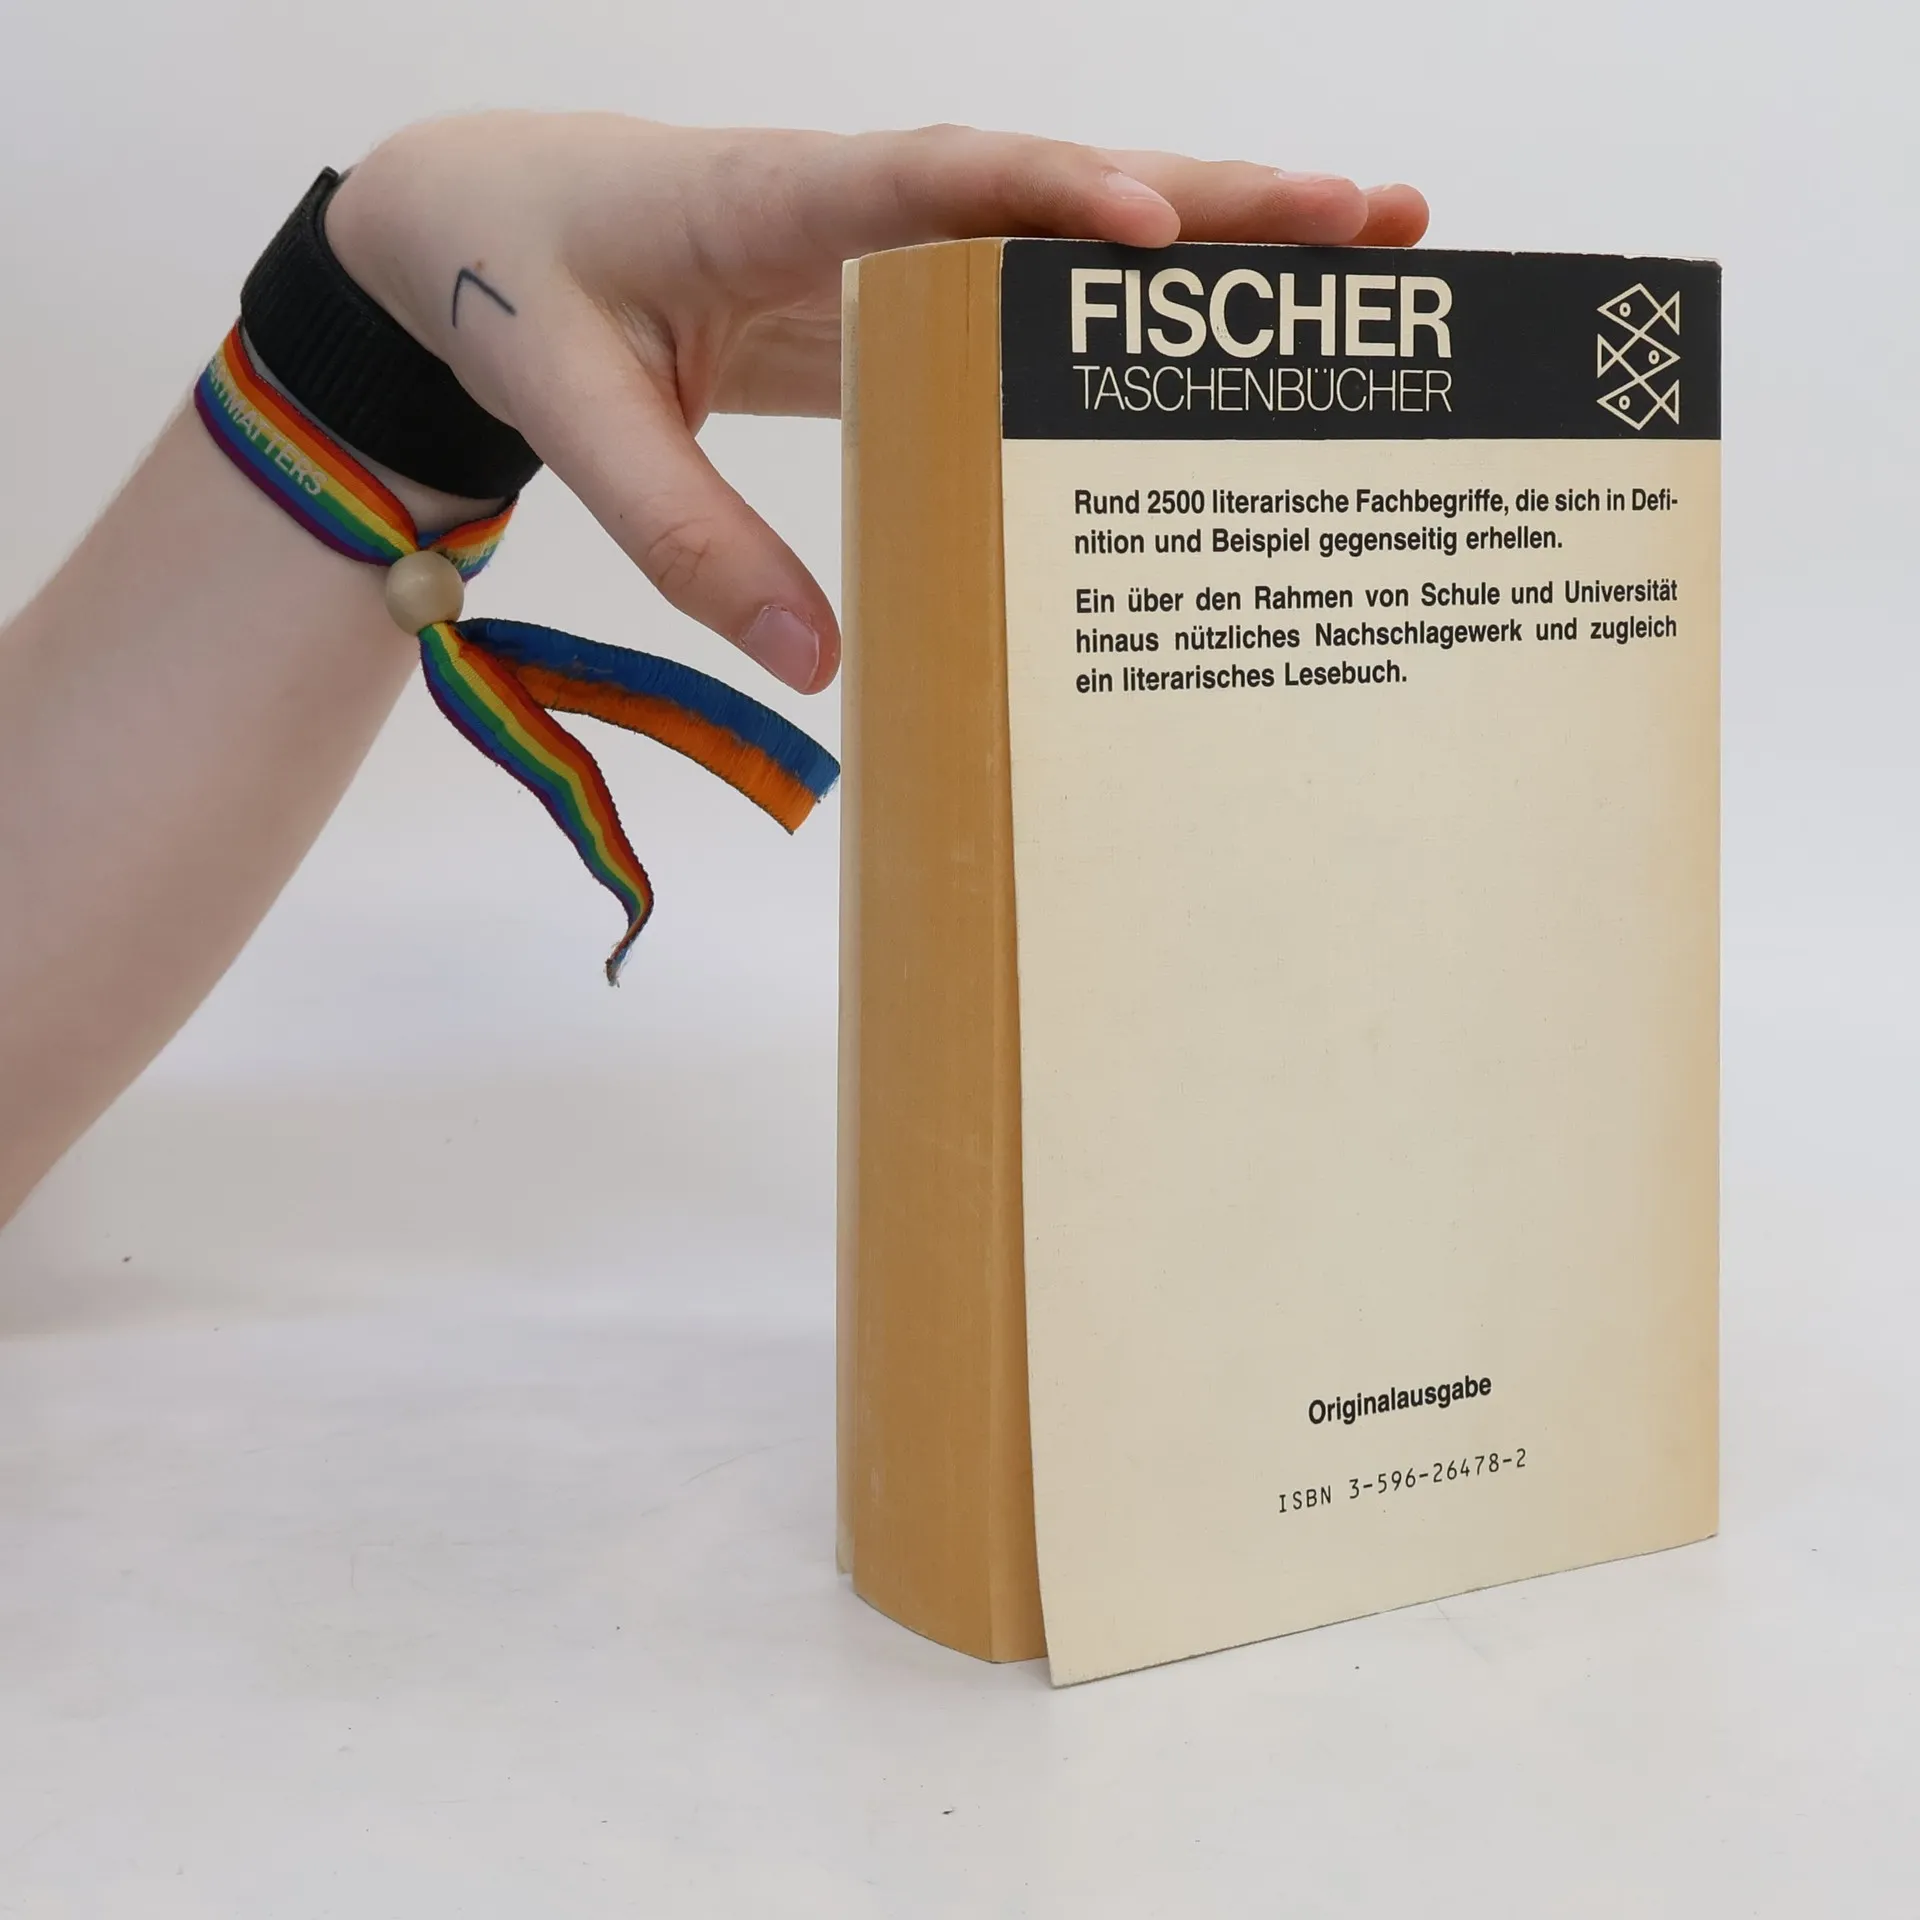 MATTERS
FISCHER
TASCHENBÜCHER
Rund 2500 literarische Fachbegriffe, die sich in Defi-
nition und Beispiel gegenseitig erhellen.
Ein über den Rahmen von Schule und Universität
hinaus nützliches Nachschlagewerk und zugleich
ein literarisches Lesebuch.
Originalausgabe
ISBN 3-596-26478-2